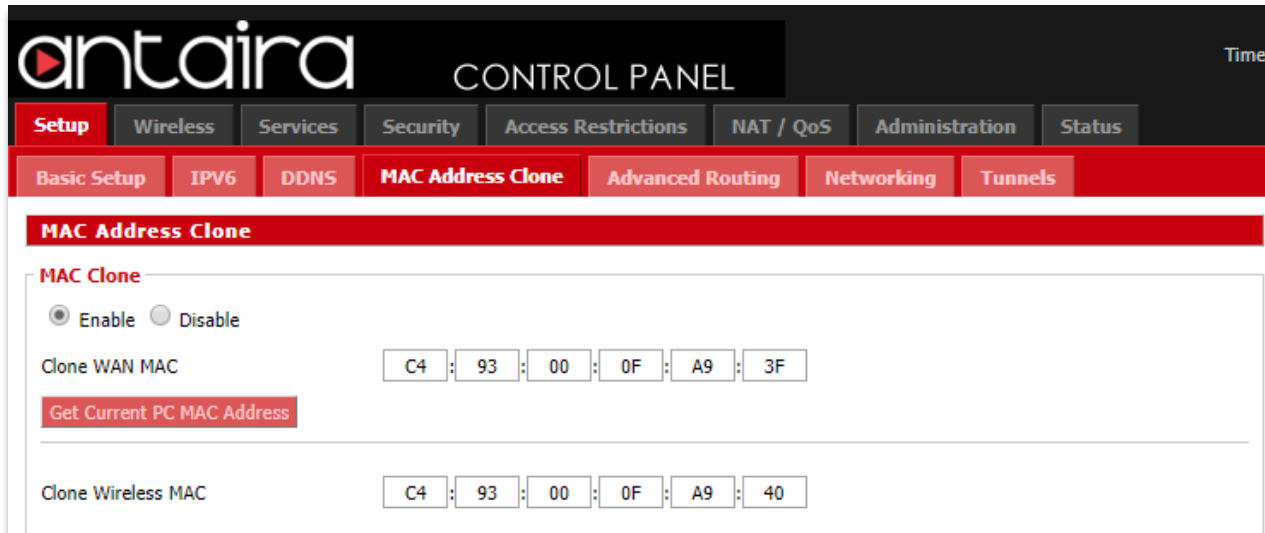 antaira CONTROL PANEL
Time
Setup Wireless Services Security Access Restrictions NAT / QoS Administration Status
Basic Setup IPV6 DDNS MAC Address Clone Advanced Routing Networking Tunnels
MAC Address Clone
MAC Clone
Enable Disable
Clone WAN MAC C4 : 93 : 00 : 0F : A9 : 3F
Get Current PC MAC Address
Clone Wireless MAC C4 : 93 : 00 : 0F : A9 : 40